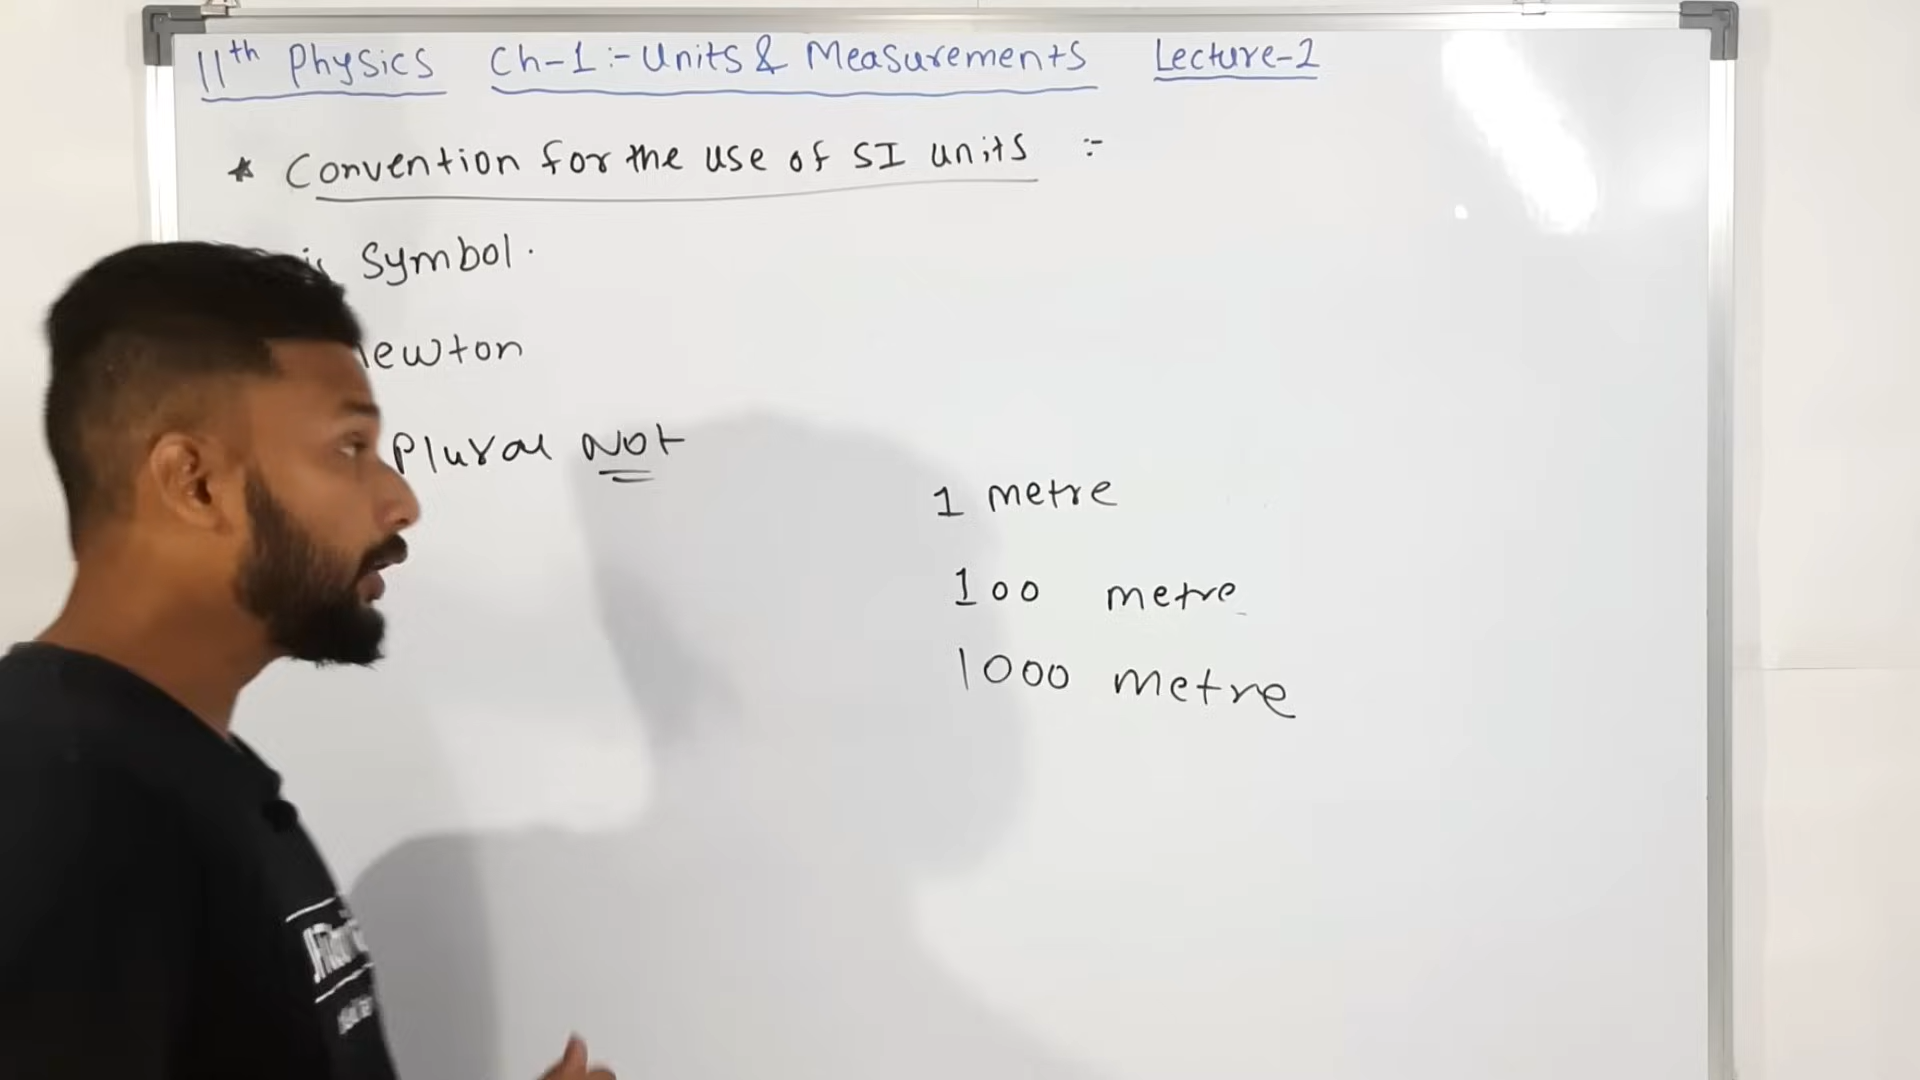 11th Physics Ch-1:- Units & Measurements Lecture-2
* Convention for the use of SI units :-
Symbol.
ewton
Plural Not
1 metre
100 metre
1000 metre